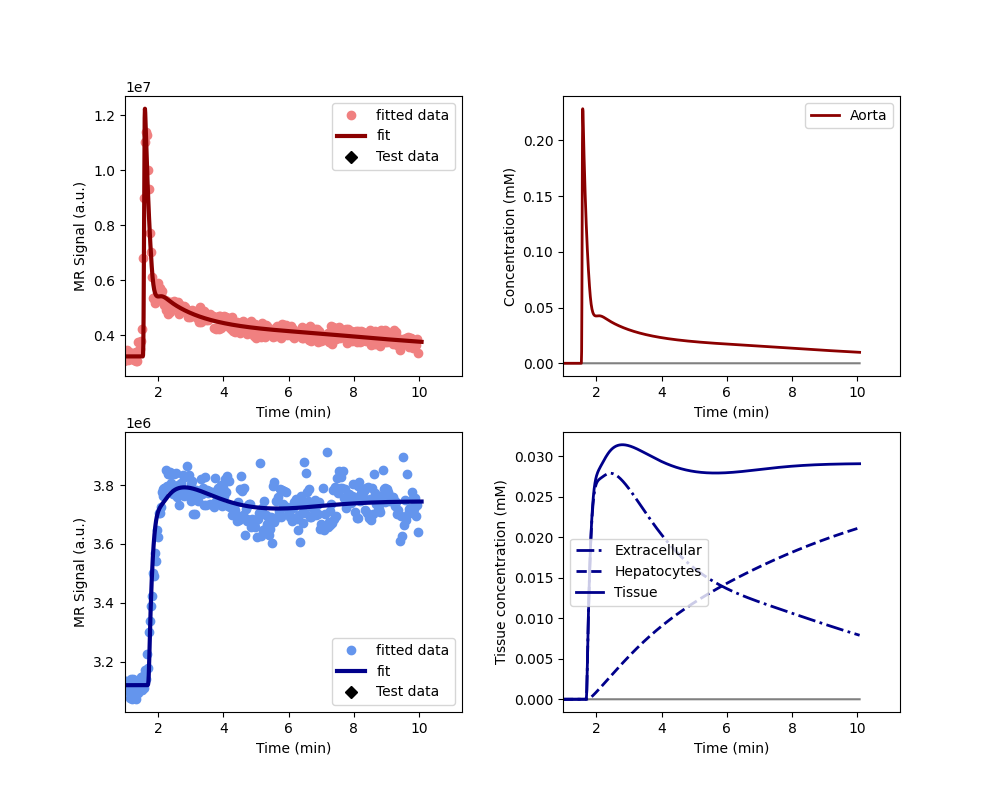 1e7
MR Signal (a.u.)
1.2
1.0
0.8
0.6
0.4
fitted data
fit
Test data
2
4
6
8
10
Time (min)
Concentration (mM)
0.20
0.15
0.10
0.05
0.00
Aorta
2
4
6
8
10
Time (min)
1e6
MR Signal (a.u.)
3.8
3.6
3.4
3.2
fitted data
fit
Test data
2
4
6
8
10
Time (min)
Tissue concentration (mM)
0.030
0.025
0.020
0.015
0.010
0.005
0.000
Extracellular
Hepatocytes
Tissue
2
4
6
8
10
Time (min)